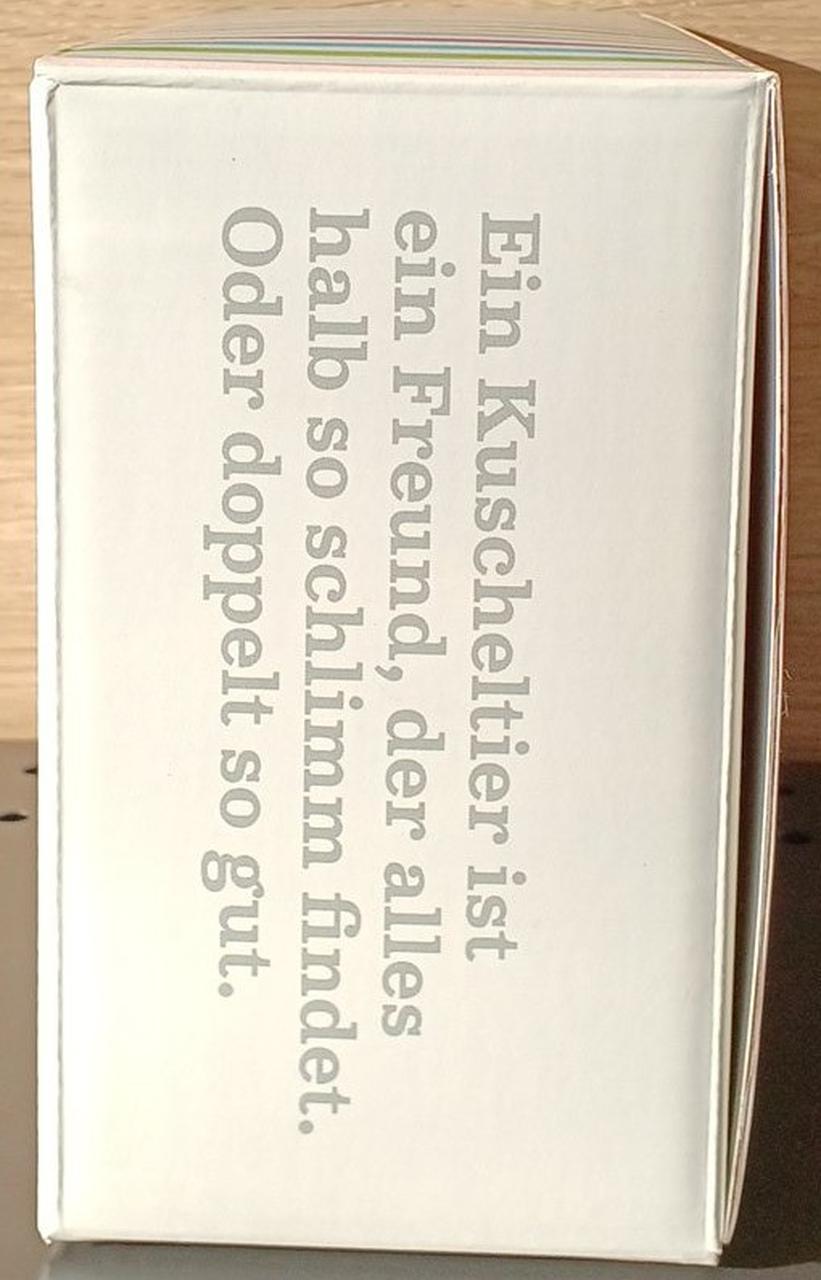 Ein Kuscheltier ist
ein Freund, der alles
halb so schlimm findet.
Oder doppelt so gut.